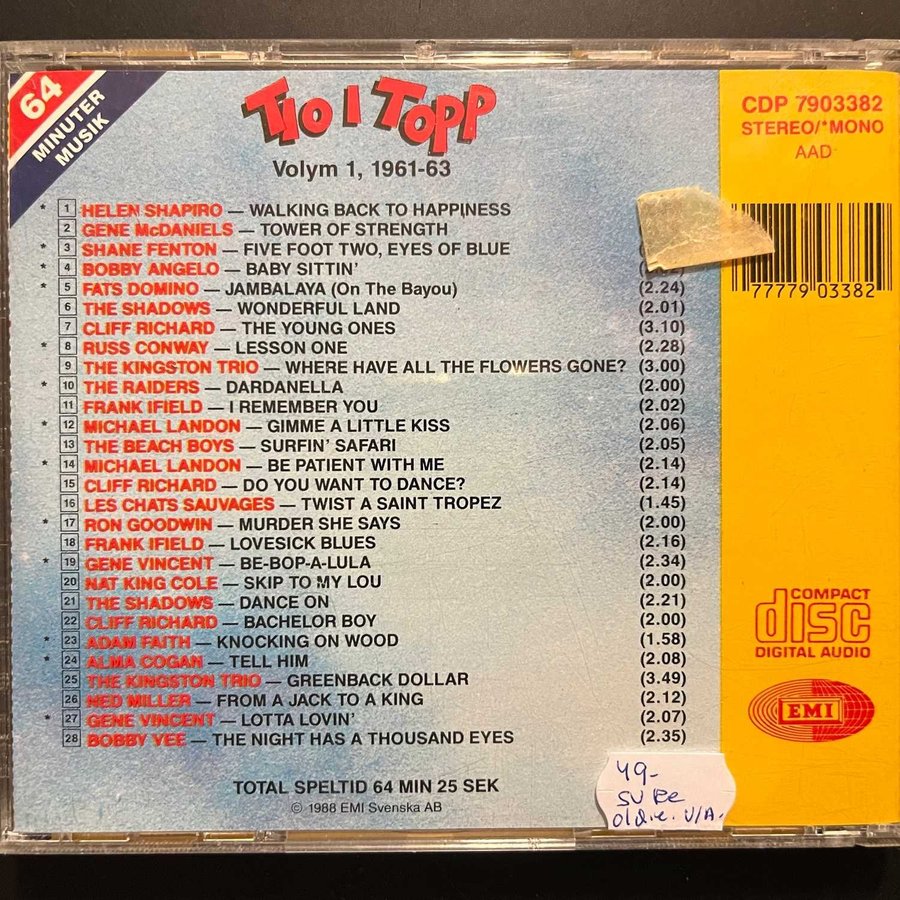 64
MINUTER
MUSIK
TIO I TOPP
Volym 1, 1961-63
CDP 7903382
STEREO/*MONO
AAD
* 1 HELEN SHAPIRO — WALKING BACK TO HAPPINESS
2 GENE McDANIELS — TOWER OF STRENGTH
* 3 SHANE FENTON — FIVE FOOT TWO, EYES OF BLUE
* 4 BOBBY ANGELO — BABY SITTIN'
* 5 FATS DOMINO — JAMBALAYA (On The Bayou) (2.24)
6 THE SHADOWS — WONDERFUL LAND (2.01)
7 CLIFF RICHARD — THE YOUNG ONES (3.10)
* 8 RUSS CONWAY — LESSON ONE (2.28)
9 THE KINGSTON TRIO — WHERE HAVE ALL THE FLOWERS GONE? (3.00)
* 10 THE RAIDERS — DARDANELLA (2.00)
11 FRANK IFIELD — I REMEMBER YOU (2.02)
* 12 MICHAEL LANDON — GIMME A LITTLE KISS (2.06)
13 THE BEACH BOYS — SURFIN' SAFARI (2.05)
* 14 MICHAEL LANDON — BE PATIENT WITH ME (2.14)
15 CLIFF RICHARD — DO YOU WANT TO DANCE? (2.14)
16 LES CHATS SAUVAGES — TWIST A SAINT TROPEZ (1.45)
* 17 RON GOODWIN — MURDER SHE SAYS (2.00)
18 FRANK IFIELD — LOVESICK BLUES (2.16)
* 19 GENE VINCENT — BE-BOP-A-LULA (2.34)
20 NAT KING COLE — SKIP TO MY LOU (2.00)
21 THE SHADOWS — DANCE ON (2.21)
22 CLIFF RICHARD — BACHELOR BOY (2.00)
* 23 ADAM FAITH — KNOCKING ON WOOD (1.58)
* 24 ALMA COGAN — TELL HIM (2.08)
25 THE KINGSTON TRIO — GREENBACK DOLLAR (3.49)
26 NED MILLER — FROM A JACK TO A KING (2.12)
* 27 GENE VINCENT — LOTTA LOVIN' (2.07)
28 BOBBY VEE — THE NIGHT HAS A THOUSAND EYES (2.35)
TOTAL SPELTID 64 MIN 25 SEK
© 1988 EMI Svenska AB
77779 03382
COMPACT
disc
DIGITAL AUDIO
EMI
49-
oldie. V/A.